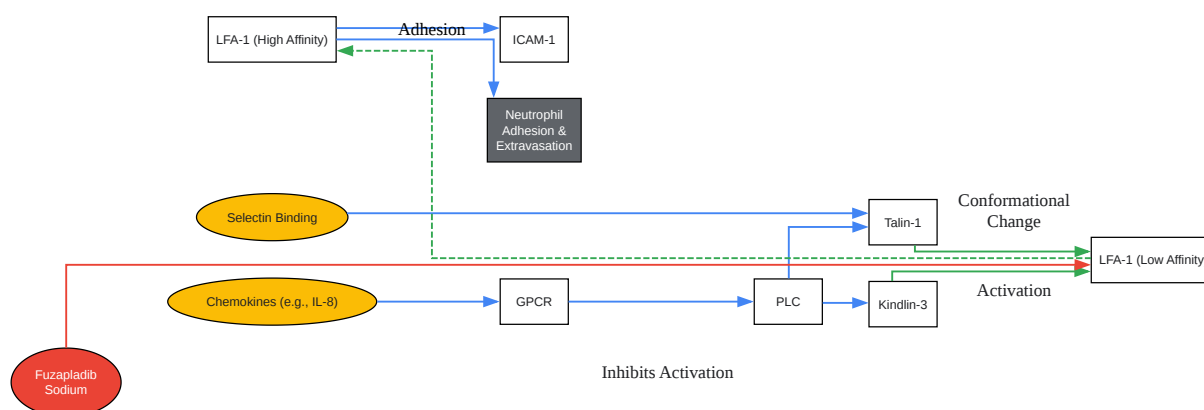 LFA-1 (High Affinity)
Adhesion
ICAM-1
Neutrophil
Adhesion &
Extravasation
Selectin Binding
Talin-1
Conformational
Change
LFA-1 (Low Affinity
Chemokines (e.g., IL-8)
GPCR
PLC
Kindlin-3
Activation
Fuzapladib
Sodium
Inhibits Activation